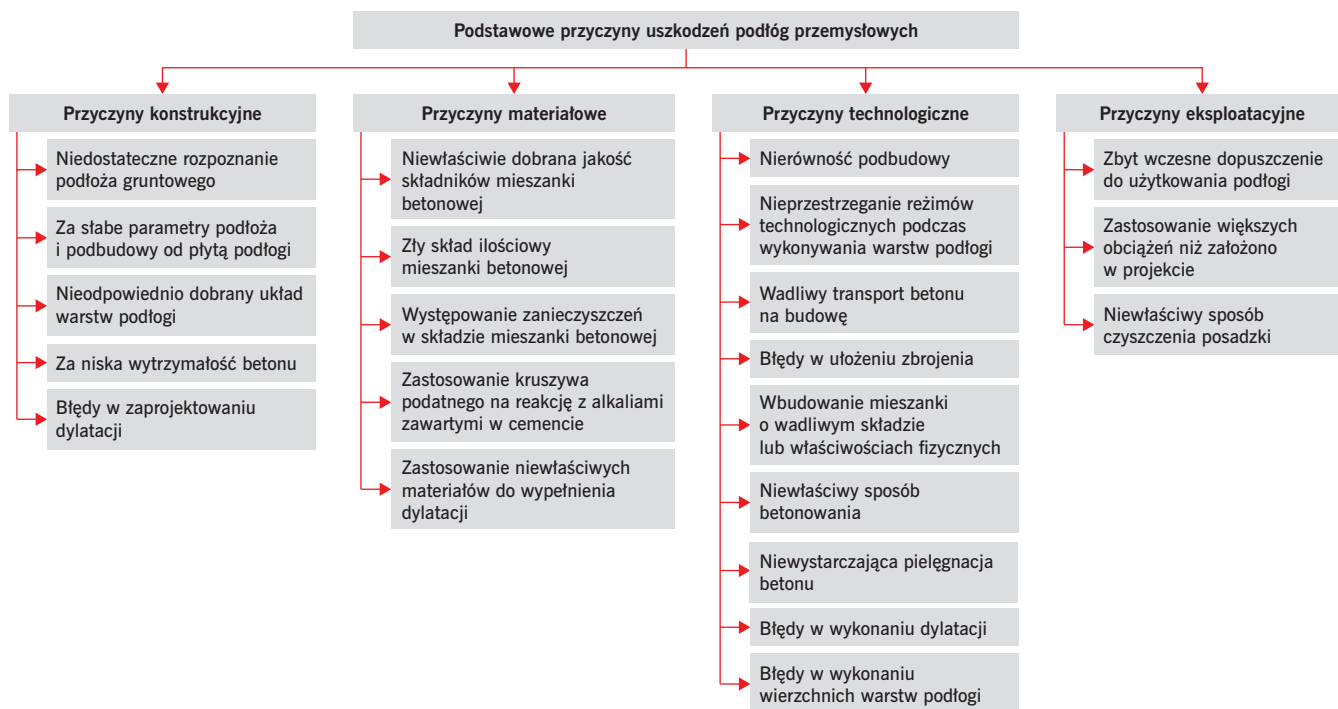 Podstawowe przyczyny uszkodzeń podłóg przemysłowych
Przyczyny konstrukcyjne
Niedostateczne rozpoznanie
podłoża gruntowego
Za słabe parametry podłoża
i podbudowy od płytą podłogi
Nieodpowiednio dobrany układ
warstw podłogi
Za niska wytrzymałość betonu
Błędy w zaprojektowaniu
dylatacji
Przyczyny materiałowe
Niewłaściwie dobrana jakość
składników mieszanki
betonowej
Zły skład ilościowy
mieszanki betonowej
Występowanie zanieczyszczeń
w składzie mieszanki betonowej
Zastosowanie kruszywa
podatnego na reakcję z alkaliami
zawartymi w cemencie
Zastosowanie niewłaściwych
materiałów do wypełnienia
dylatacji
Przyczyny technologiczne
Nierówność podbudowy
Nieprzestrzeganie reżimów
technologicznych podczas
wykonywania warstw podłogi
Wadliwy transport betonu
na budowę
Błędy w ułożeniu zbrojenia
Wbudowanie mieszanki
o wadliwym składzie
lub właściwościach fizycznych
Niewłaściwy sposób
betonowania
Niewystarczająca pielęgnacja
betonu
Błędy w wykonaniu dylatacji
Błędy w wykonaniu
wierzchnich warstw podłogi
Przyczyny eksploatacyjne
Zbyt wczesne dopuszczenie
do użytkowania podłogi
Zastosowanie większych
obciążeń niż założono
w projekcie
Niewłaściwy sposób
czyszczenia posadzki